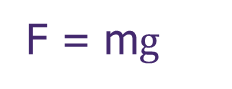 F = mg